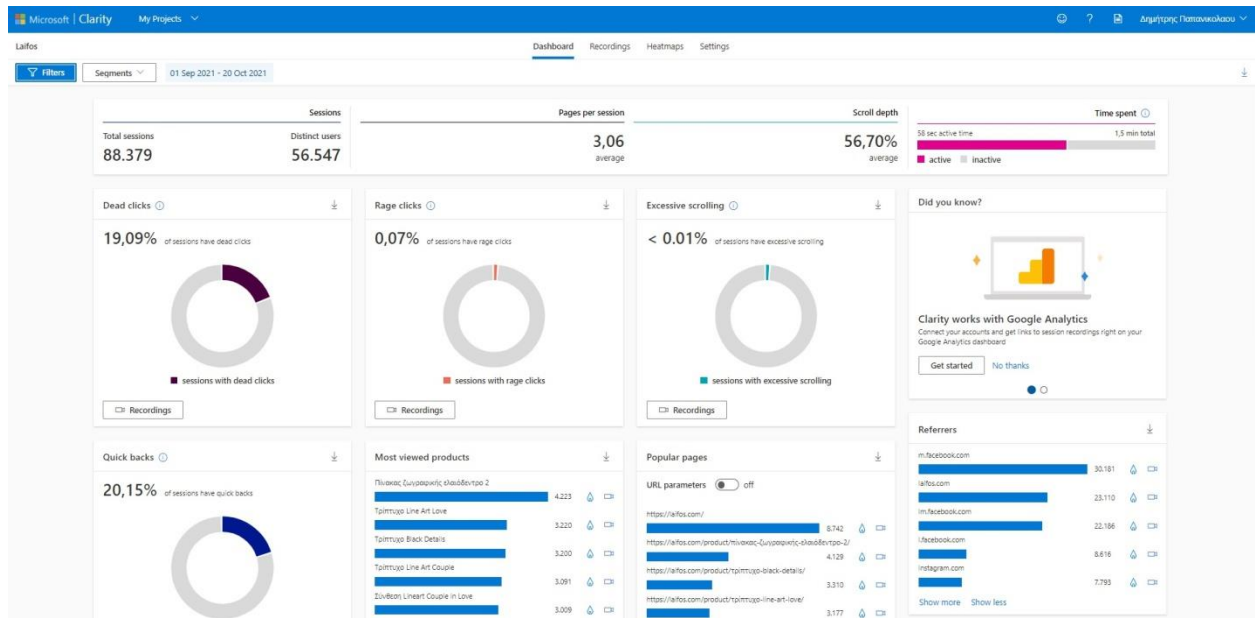 Microsoft | Clarity My Projects
? Δημήτρης Παπανικολαου
Laifos
Dashboard Recordings Heatmaps Settings
Filters Segments 01 Sep 2021 - 20 Oct 2021
Sessions
Total sessions Distinct users
88.379 56.547
Pages per session
3,06
average
Scroll depth
56,70%
average
Time spent
58 sec active time 1,5 min total
active inactive
Dead clicks
19,09% of sessions have dead clicks
sessions with dead clicks
Recordings
Rage clicks
0,07% of sessions have rage clicks
sessions with rage clicks
Recordings
Excessive scrolling
< 0.01% of sessions have excessive scrolling
sessions with excessive scrolling
Recordings
Did you know?
Clarity works with Google Analytics
Connect your accounts and get links to session recordings right on your
Google Analytics dashboard
Get started No thanks
Quick backs
20,15% of sessions have quick backs
Most viewed products
Πίνακας ζωγραφικής ελαιόδεντρο 2
4.223
Τρίπτυχο Line Art Love
3.220
Τρίπτυχο Black Details
3.200
Τρίπτυχο Line Art Couple
3.091
Σύνθεση Lineart Couple in Love
3.009
Popular pages
URL parameters off
https://laifos.com/
8.742
https://laifos.com/product/πίνακας-ζωγραφικής-ελαιόδεντρο-2/
4.129
https://laifos.com/product/τρίπτυχο-black-details/
3.310
https://laifos.com/product/τρίπτυχο-line-art-love/
3.177
Referrers
m.facebook.com
30.181
laifos.com
23.110
lm.facebook.com
22.186
l.facebook.com
8.616
instagram.com
7.793
Show more Show less